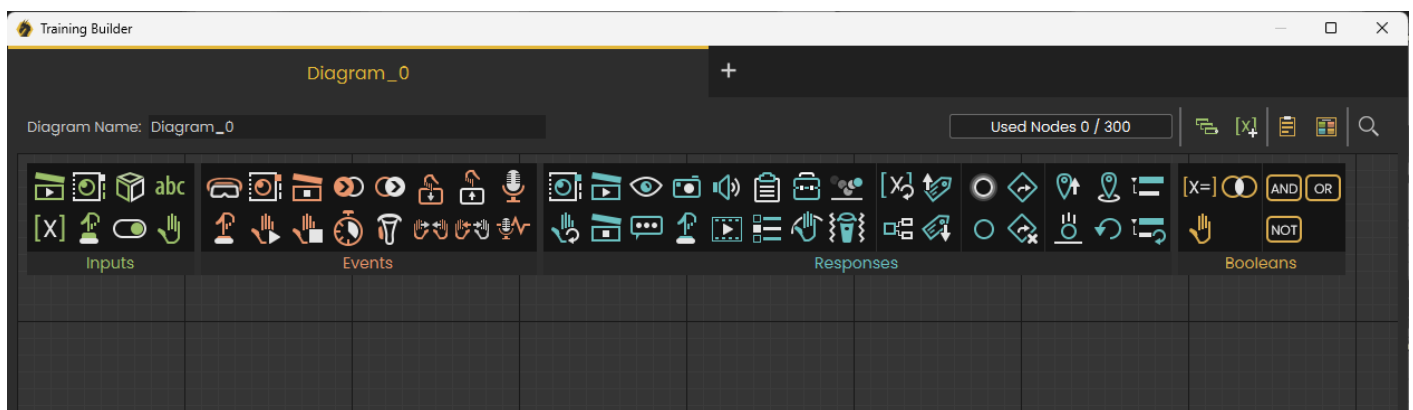 Training Builder
Diagram_0
Diagram Name: Diagram_0
Used Nodes 0 / 300
[X]
abc
[X]
[X]
[X=]
AND
OR
NOT
Inputs
Events
Responses
Booleans